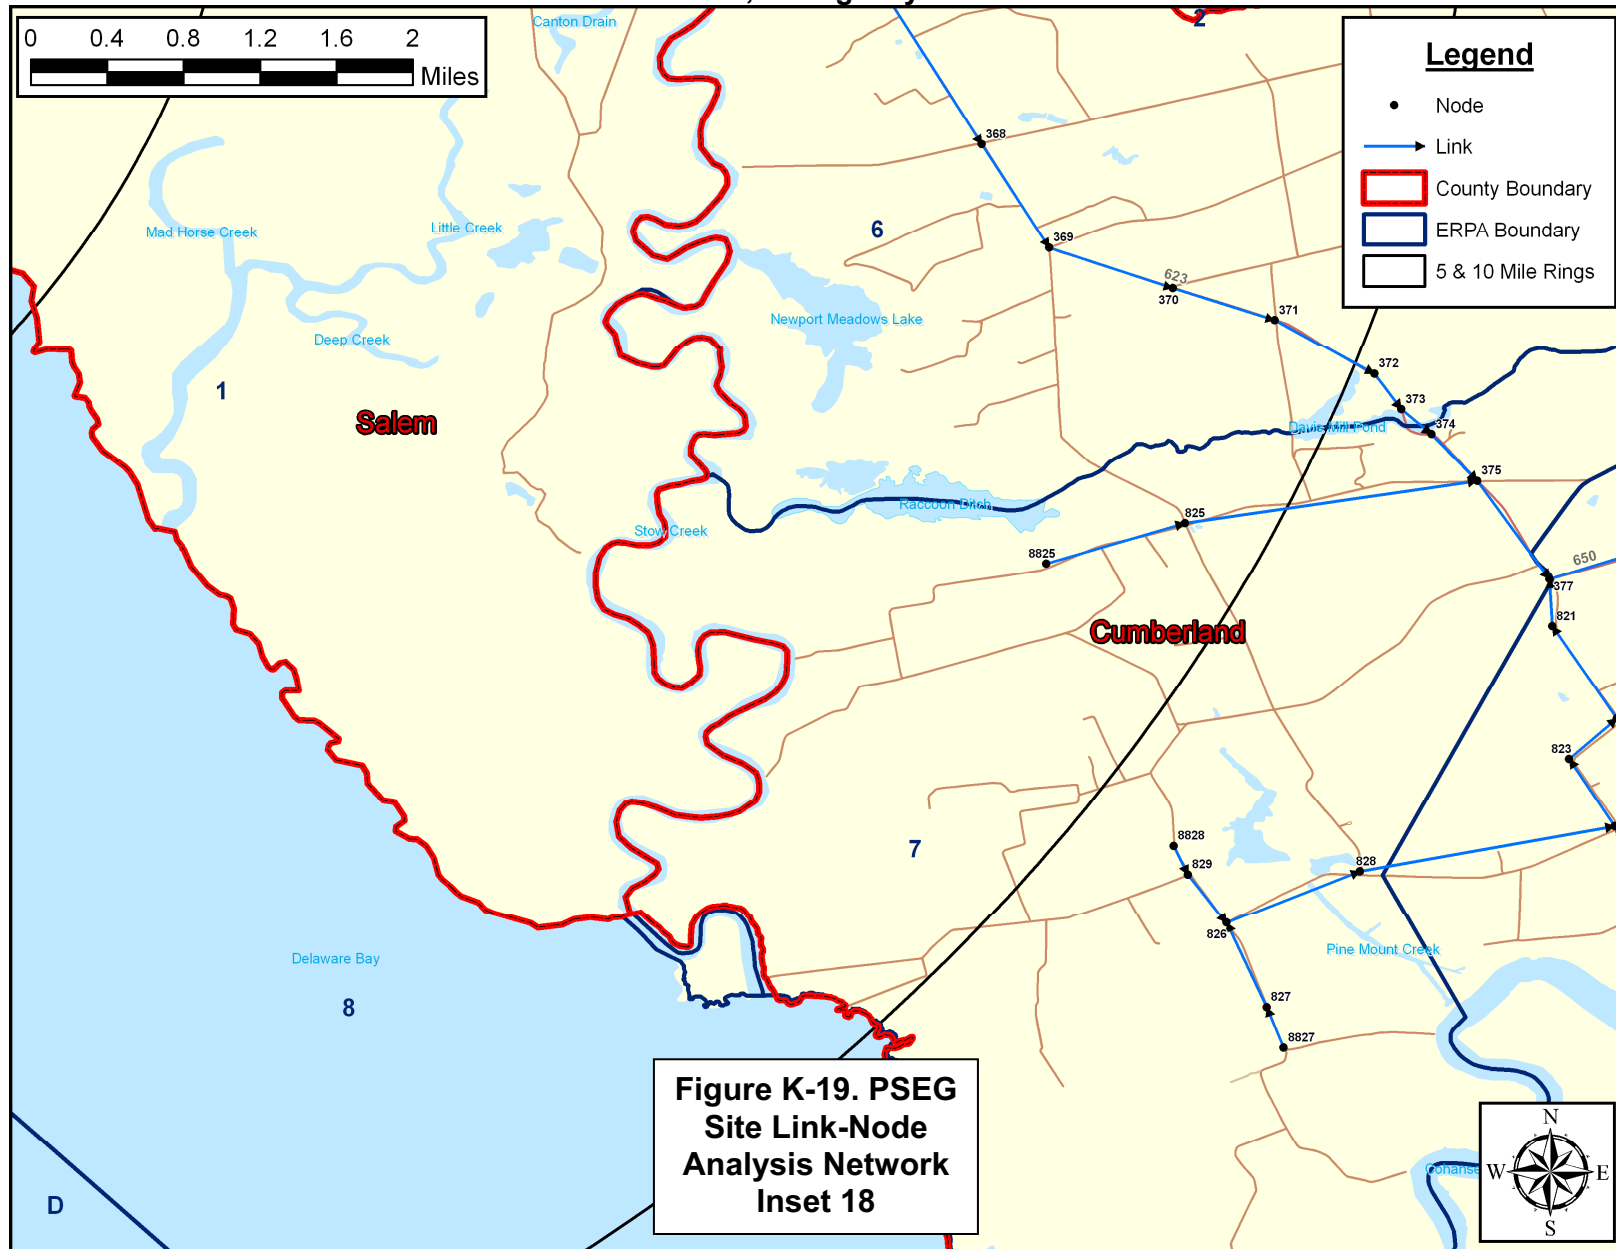 0 0.4 0.8 1.2 1.6 2
Miles
Canton Drain
2
Legend
Node
Link
County Boundary
ERPA Boundary
5 & 10 Mile Rings
368
Mad Horse Creek
Little Creek
6
369
623
370
371
Newport Meadows Lake
Deep Creek
372
1
373
Salem
374
Davis Mill Pond
375
Raccoon Ditch
825
Stow Creek
8825
650
377
821
Cumberland
823
8828
7
829
828
826
Pine Mount Creek
Delaware Bay
8
827
8827
Figure K-19. PSEG
Site Link-Node
Analysis Network
Inset 18
N
W E
S
D